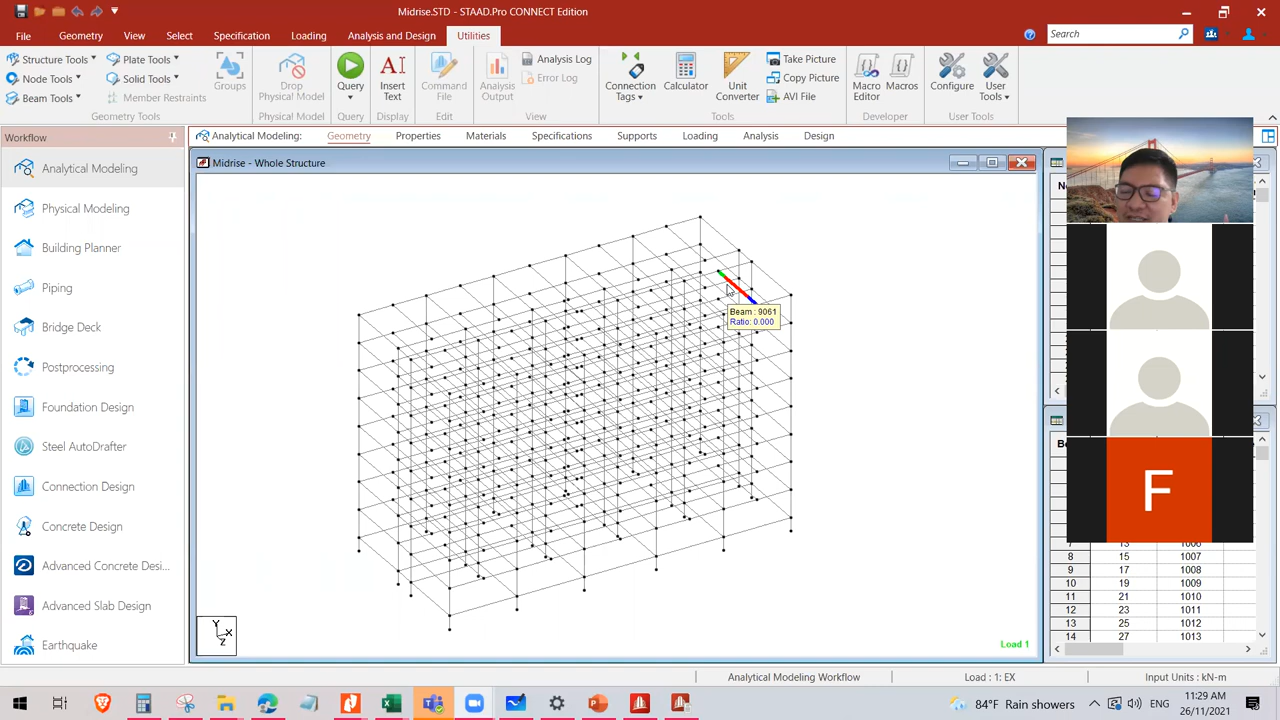 Midrise.STD - STAAD.Pro CONNECT Edition
File Geometry View Select Specification Loading Analysis and Design Utilities Search
Structure Tools Plate Tools
Node Tools Solid Tools
Beam Tools Member Restraints
Groups
Geometry Tools
Drop Physical Model
Physical Model
Query
Query
Insert Text
Display
Command File
Edit
Analysis Output
Analysis Log
Error Log
View
Connection Tags
Calculator
Unit Converter
Take Picture
Copy Picture
AVI File
Tools
Macro Editor
Macros
Developer
Configure
User Tools
User Tools
Workflow
Analytical Modeling
Physical Modeling
Building Planner
Piping
Bridge Deck
Postprocessing
Foundation Design
Steel AutoDrafter
Connection Design
Concrete Design
Advanced Concrete Desi...
Advanced Slab Design
Earthquake
Analytical Modeling: Geometry Properties Materials Specifications Supports Loading Analysis Design
Midrise - Whole Structure
Beam : 9061
Ratio: 0.000
Y
X
Z
Load 1
F
8 15 1007
9 17 1008
10 19 1009
11 21 1010
12 23 1011
13 25 1012
14 27 1013
Analytical Modeling Workflow Load : 1: EX Input Units : kN-m
84°F Rain showers ENG 11:29 AM
26/11/2021